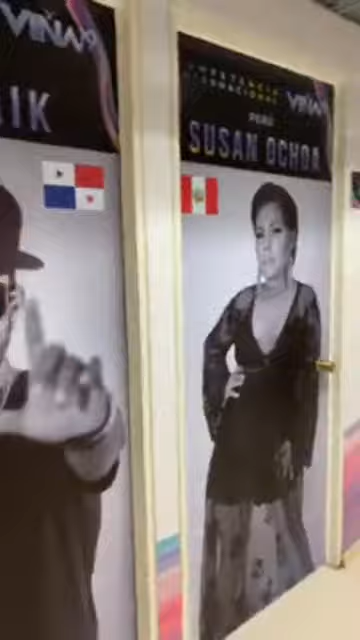 VIÑA
IK
COMPETENCIA
INTERNACIONAL
VIÑA
PERÚ
SUSAN OCHOA